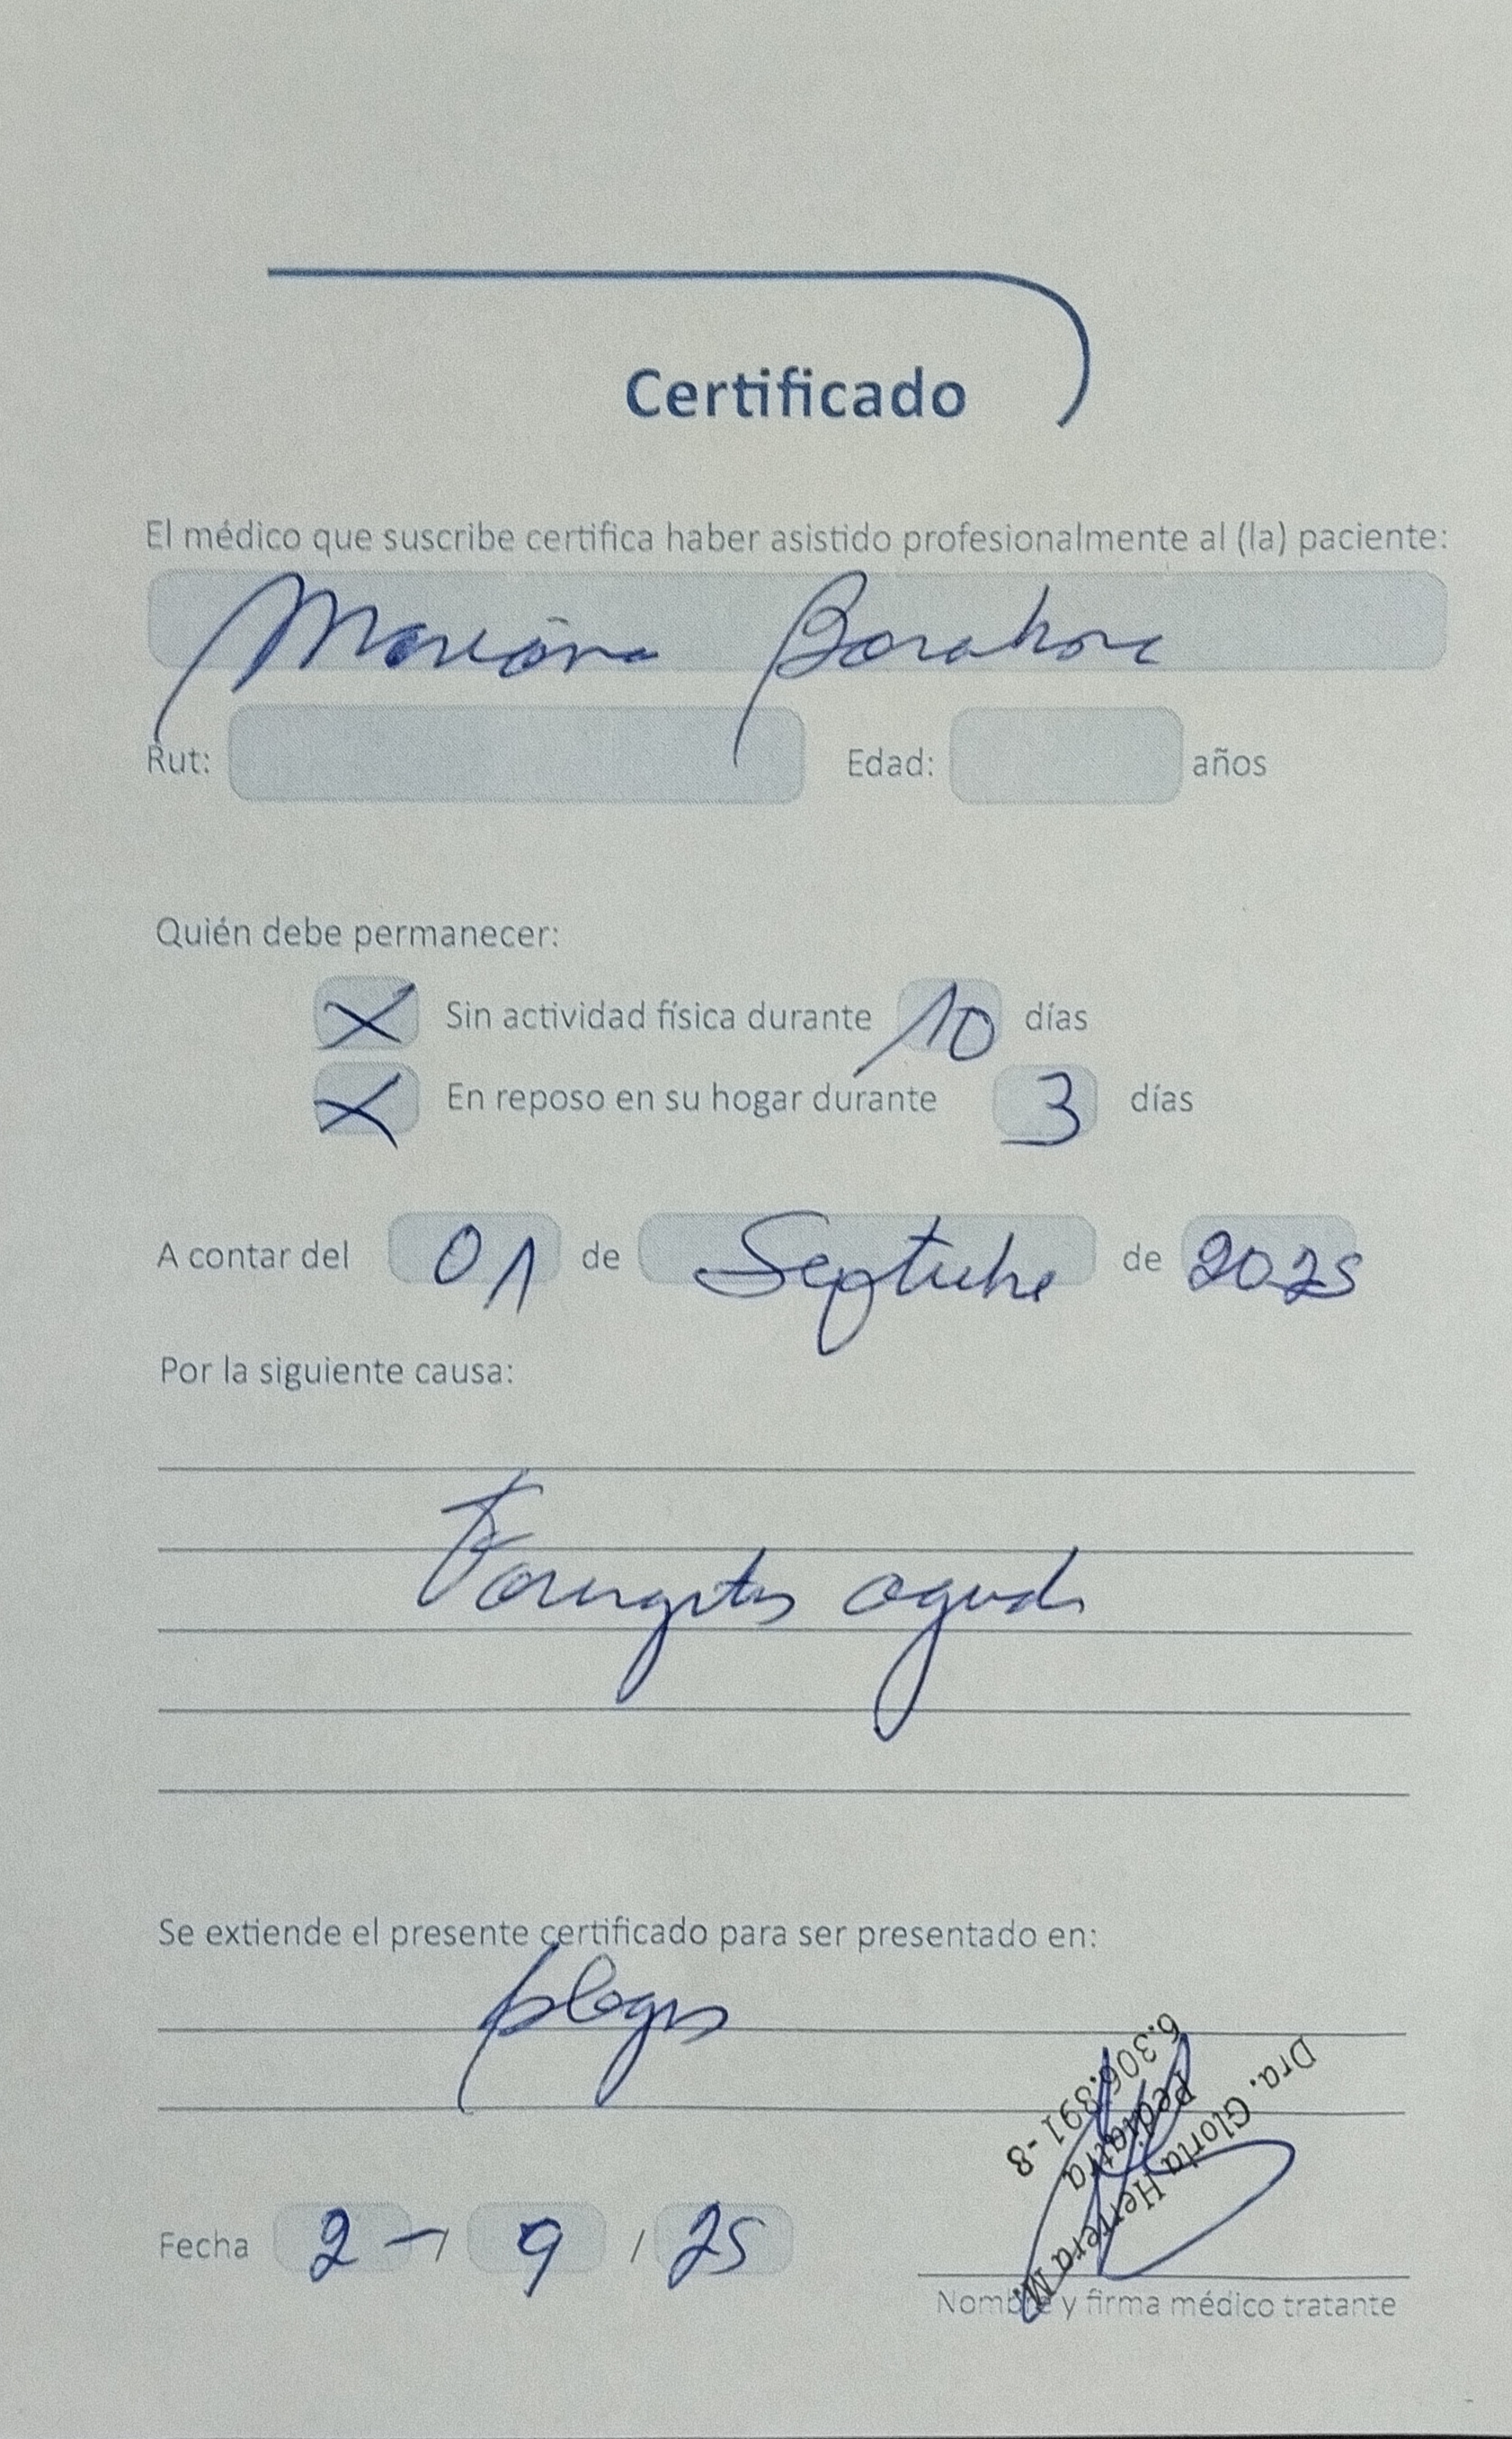 Certificado
El médico que suscribe certifica haber asistido profesionalmente al (la) paciente:
Mariana Barahona
Rut: Edad: años
Quién debe permanecer:
X Sin actividad física durante 10 días
X En reposo en su hogar durante 3 días
A contar del 01 de Septiembre de 2025
Por la siguiente causa:
Faringitis aguda
Se extiende el presente certificado para ser presentado en:
Dra. Gloria Herrera M.
Pediatra
6.306.391-8
Fecha 2 / 9 / 25
Nombre y firma médico tratante